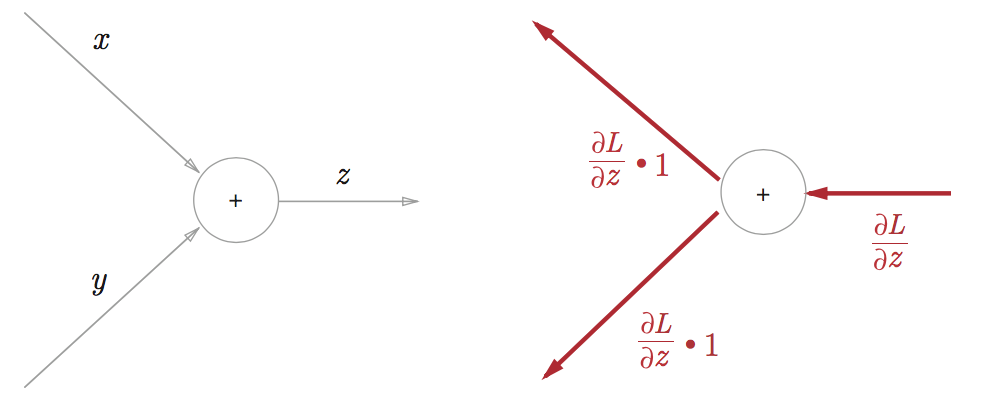 x
+
z
y
∂L/∂z • 1
+
∂L/∂z
∂L/∂z • 1